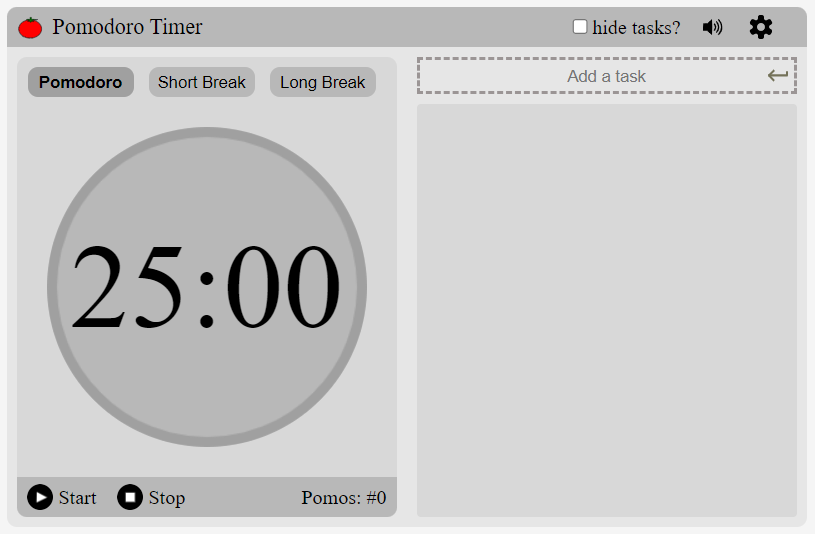 Pomodoro Timer
hide tasks?
Pomodoro Short Break Long Break
Add a task
25:00
Start Stop Pomos: #0